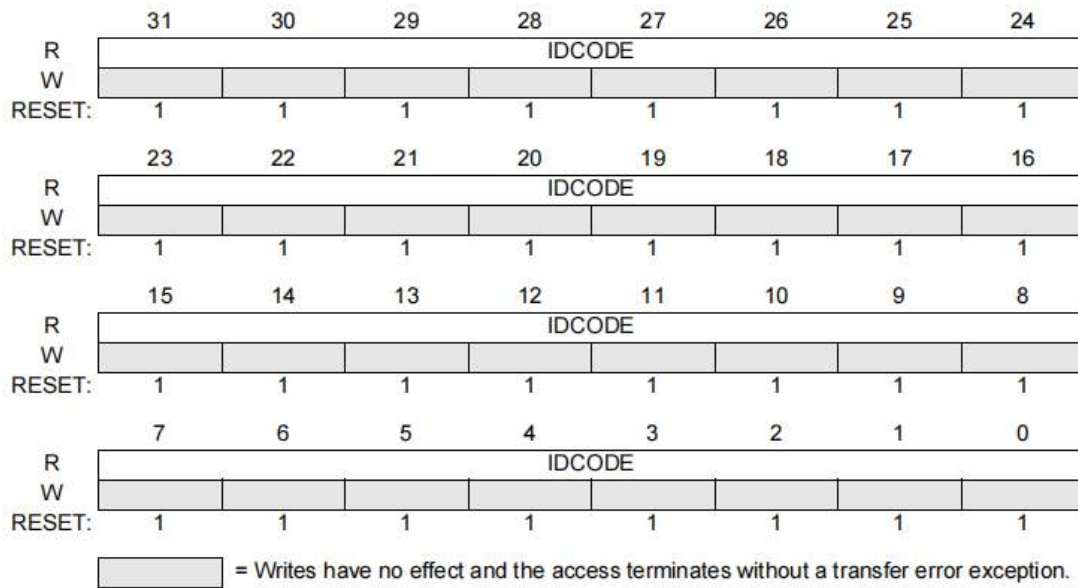 31 30 29 28 27 26 25 24
R IDCODE
W
RESET: 1 1 1 1 1 1 1 1
23 22 21 20 19 18 17 16
R IDCODE
W
RESET: 1 1 1 1 1 1 1 1
15 14 13 12 11 10 9 8
R IDCODE
W
RESET: 1 1 1 1 1 1 1 1
7 6 5 4 3 2 1 0
R IDCODE
W
RESET: 1 1 1 1 1 1 1 1
= Writes have no effect and the access terminates without a transfer error exception.